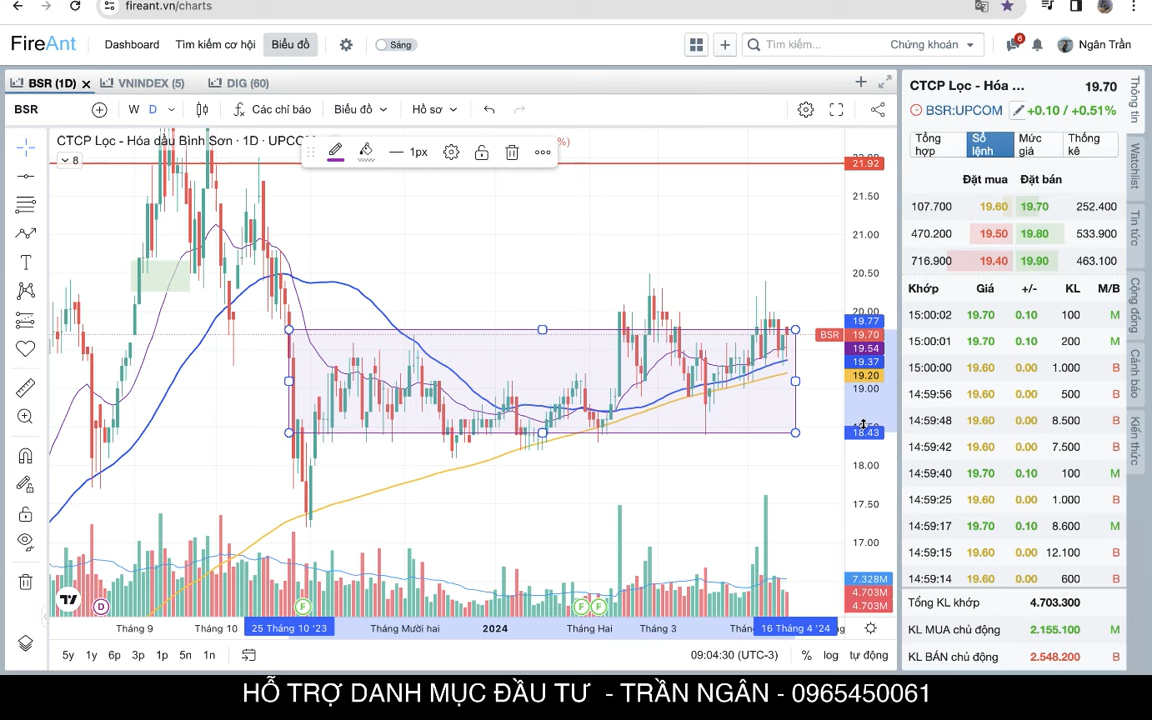 fireant.vn/charts
FireAnt
Dashboard
Tìm kiếm cơ hội
Biểu đồ
Sáng
Tìm kiếm...
Chứng khoán
6
Ngân Trần
BSR (1D)
VNINDEX (5)
DIG (60)
BSR
W
D
Các chỉ báo
Biểu đồ
Hồ sơ
CTCP Lọc - Hóa dầu Bình Sơn · 1D · UPCO
%)
8
1px
21.92
21.50
21.00
20.50
20.00
19.77
BSR
19.70
19.54
19.37
19.20
19.00
18.43
18.00
17.50
17.00
7.328M
4.703M
4.703M
D
F
F
F
Tháng 9
Tháng 10
25 Tháng 10 '23
Tháng Mười hai
2024
Tháng Hai
Tháng 3
16 Tháng 4 '24
5y
1y
6p
3p
1p
5n
1n
09:04:30 (UTC-3)
%
log
tự động
CTCP Lọc - Hóa ...
19.70
BSR:UPCOM
+0.10 / +0.51%
Tổng hợp
Sổ lệnh
Mức giá
Thống kê
Đặt mua
Đặt bán
107.700 19.60 19.70 252.400
470.200 19.50 19.80 533.900
716.900 19.40 19.90 463.100
Khớp Giá +/- KL M/B
15:00:02 19.70 0.10 100 M
15:00:01 19.70 0.10 200 M
15:00:00 19.60 0.00 1.000 B
14:59:56 19.60 0.00 500 B
14:59:48 19.60 0.00 8.500 B
14:59:42 19.60 0.00 7.500 B
14:59:40 19.70 0.10 100 M
14:59:25 19.60 0.00 1.000 B
14:59:17 19.70 0.10 8.600 M
14:59:15 19.60 0.00 12.100 B
14:59:14 19.60 0.00 600 B
Tổng KL khớp 4.703.300
KL MUA chủ động 2.155.100 M
KL BÁN chủ động 2.548.200 B
Thông tin
Watchlist
Tin tức
Cộng đồng
Cảnh báo
Kiến thức
HỖ TRỢ DANH MỤC ĐẦU TƯ - TRẦN NGÂN - 0965450061